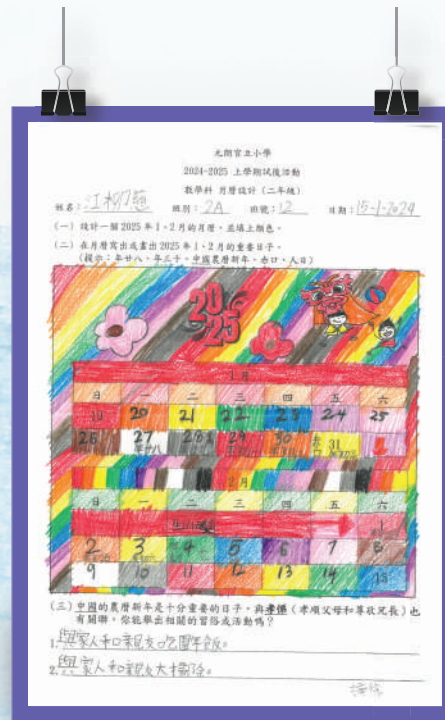 元朗官立小學
2024-2025 上學期試後活動
數學科 月曆設計（二年級）
姓名： 班別：2A 班號：12 日期：15-1-2024
(一) 設計一個 2025 年 1、2 月的月曆，並填上顏色。
(二) 在月曆寫出或畫出 2025 年 1、2 月的重要日子。
(提示：年廿八、年三十、中國農曆新年、赤口、人日)
2025
1月
日 一 二 三 四 五 六
19 20 21 22 23 24 25
26 27 28 29 30 31
2月
日 一 二 三 四 五 六
1
2 3 4 5 6 7 8
9 10 11 12 13 14 15
(三) 中國的農曆新年是十分重要的日子，與孝悌（孝順父母和尊敬兄長）也
有關聯，你能舉出相關的習俗或活動嗎？
1. 與家人和親友吃團年飯。
2. 與家人和親友大掃除。